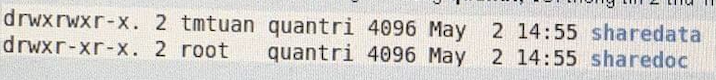 drwxrwxr-x. 2 tmtuan quantri 4096 May  2 14:55 sharedata
drwxr-xr-x. 2 root   quantri 4096 May  2 14:55 sharedoc